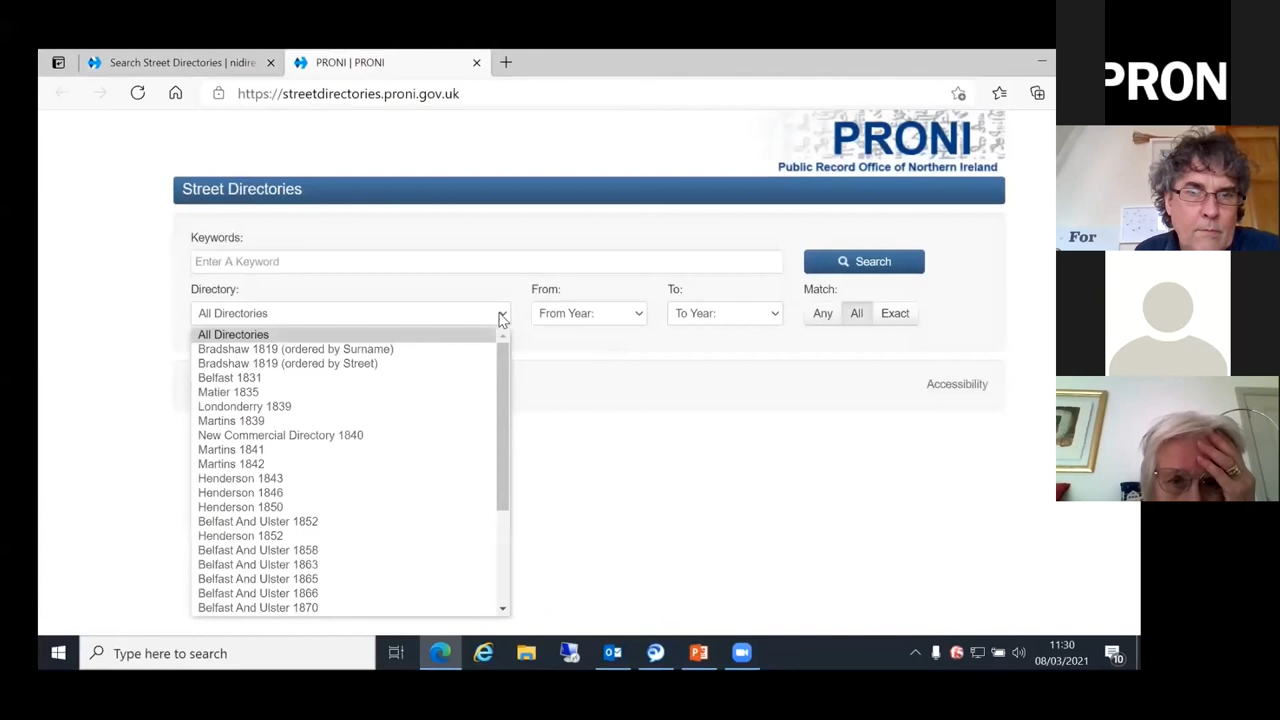 Search Street Directories | nidire
PRONI | PRONI
https://streetdirectories.proni.gov.uk
PRONI
Public Record Office of Northern Ireland
Street Directories
Keywords:
Enter A Keyword
Search
Directory:
From:
To:
Match:
All Directories
From Year:
To Year:
Any
All
Exact
All Directories
Bradshaw 1819 (ordered by Surname)
Bradshaw 1819 (ordered by Street)
Belfast 1831
Matier 1835
Londonderry 1839
Martins 1839
New Commercial Directory 1840
Martins 1841
Martins 1842
Henderson 1843
Henderson 1846
Henderson 1850
Belfast And Ulster 1852
Henderson 1852
Belfast And Ulster 1858
Belfast And Ulster 1863
Belfast And Ulster 1865
Belfast And Ulster 1866
Belfast And Ulster 1870
Accessibility
Type here to search
11:30
08/03/2021
10
PRON
For